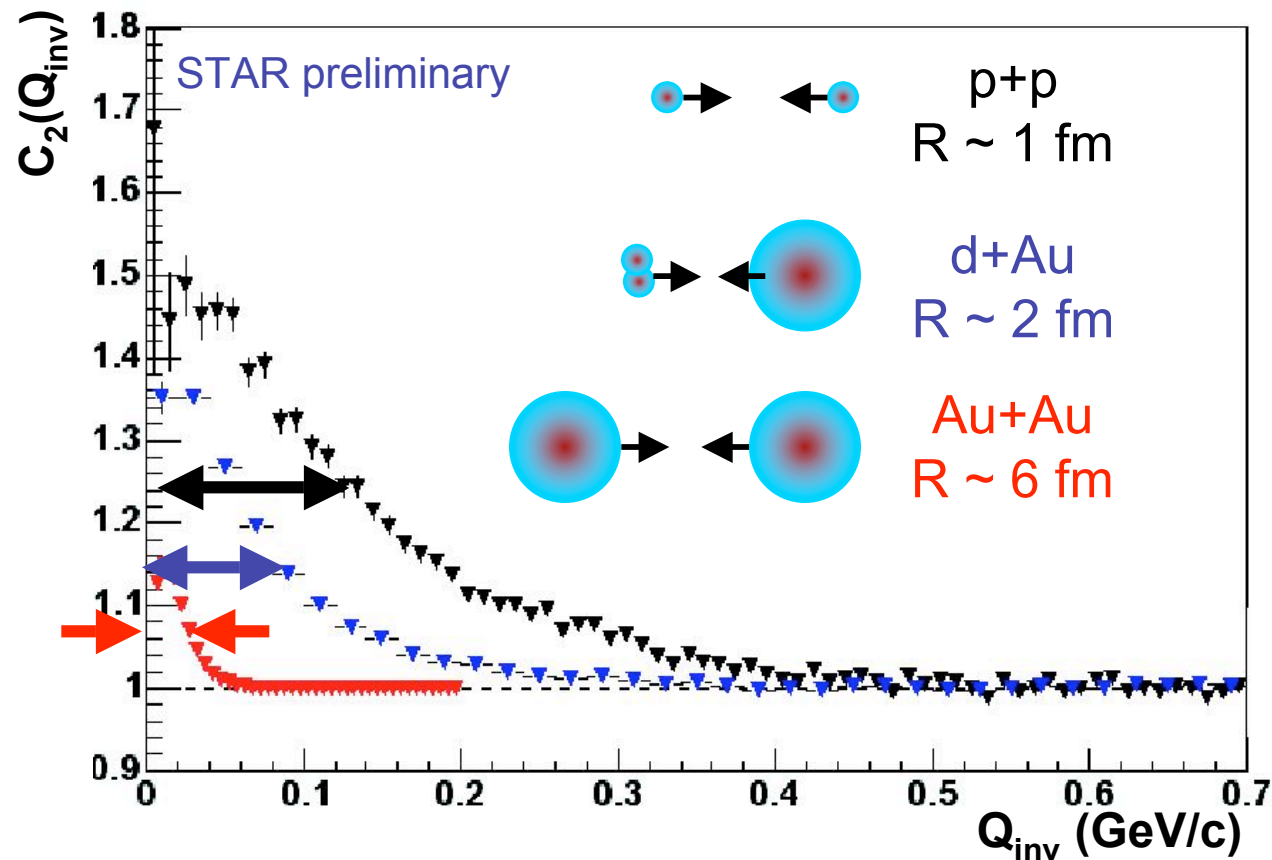 C₂(Q_inv)
STAR preliminary
p+p
R ~ 1 fm
d+Au
R ~ 2 fm
Au+Au
R ~ 6 fm
1.8
1.7
1.6
1.5
1.4
1.3
1.2
1.1
1
0.9
0 0.1 0.2 0.3 0.4 0.5 0.6 0.7
Q_inv (GeV/c)